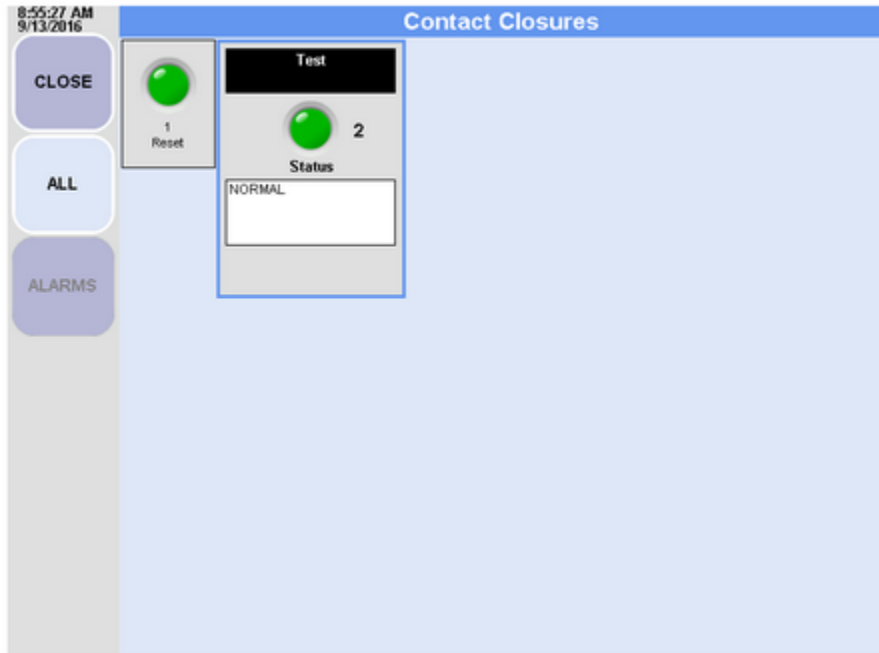 8:55:27 AM
9/13/2016
Contact Closures
CLOSE
ALL
ALARMS
1
Reset
Test
2
Status
NORMAL